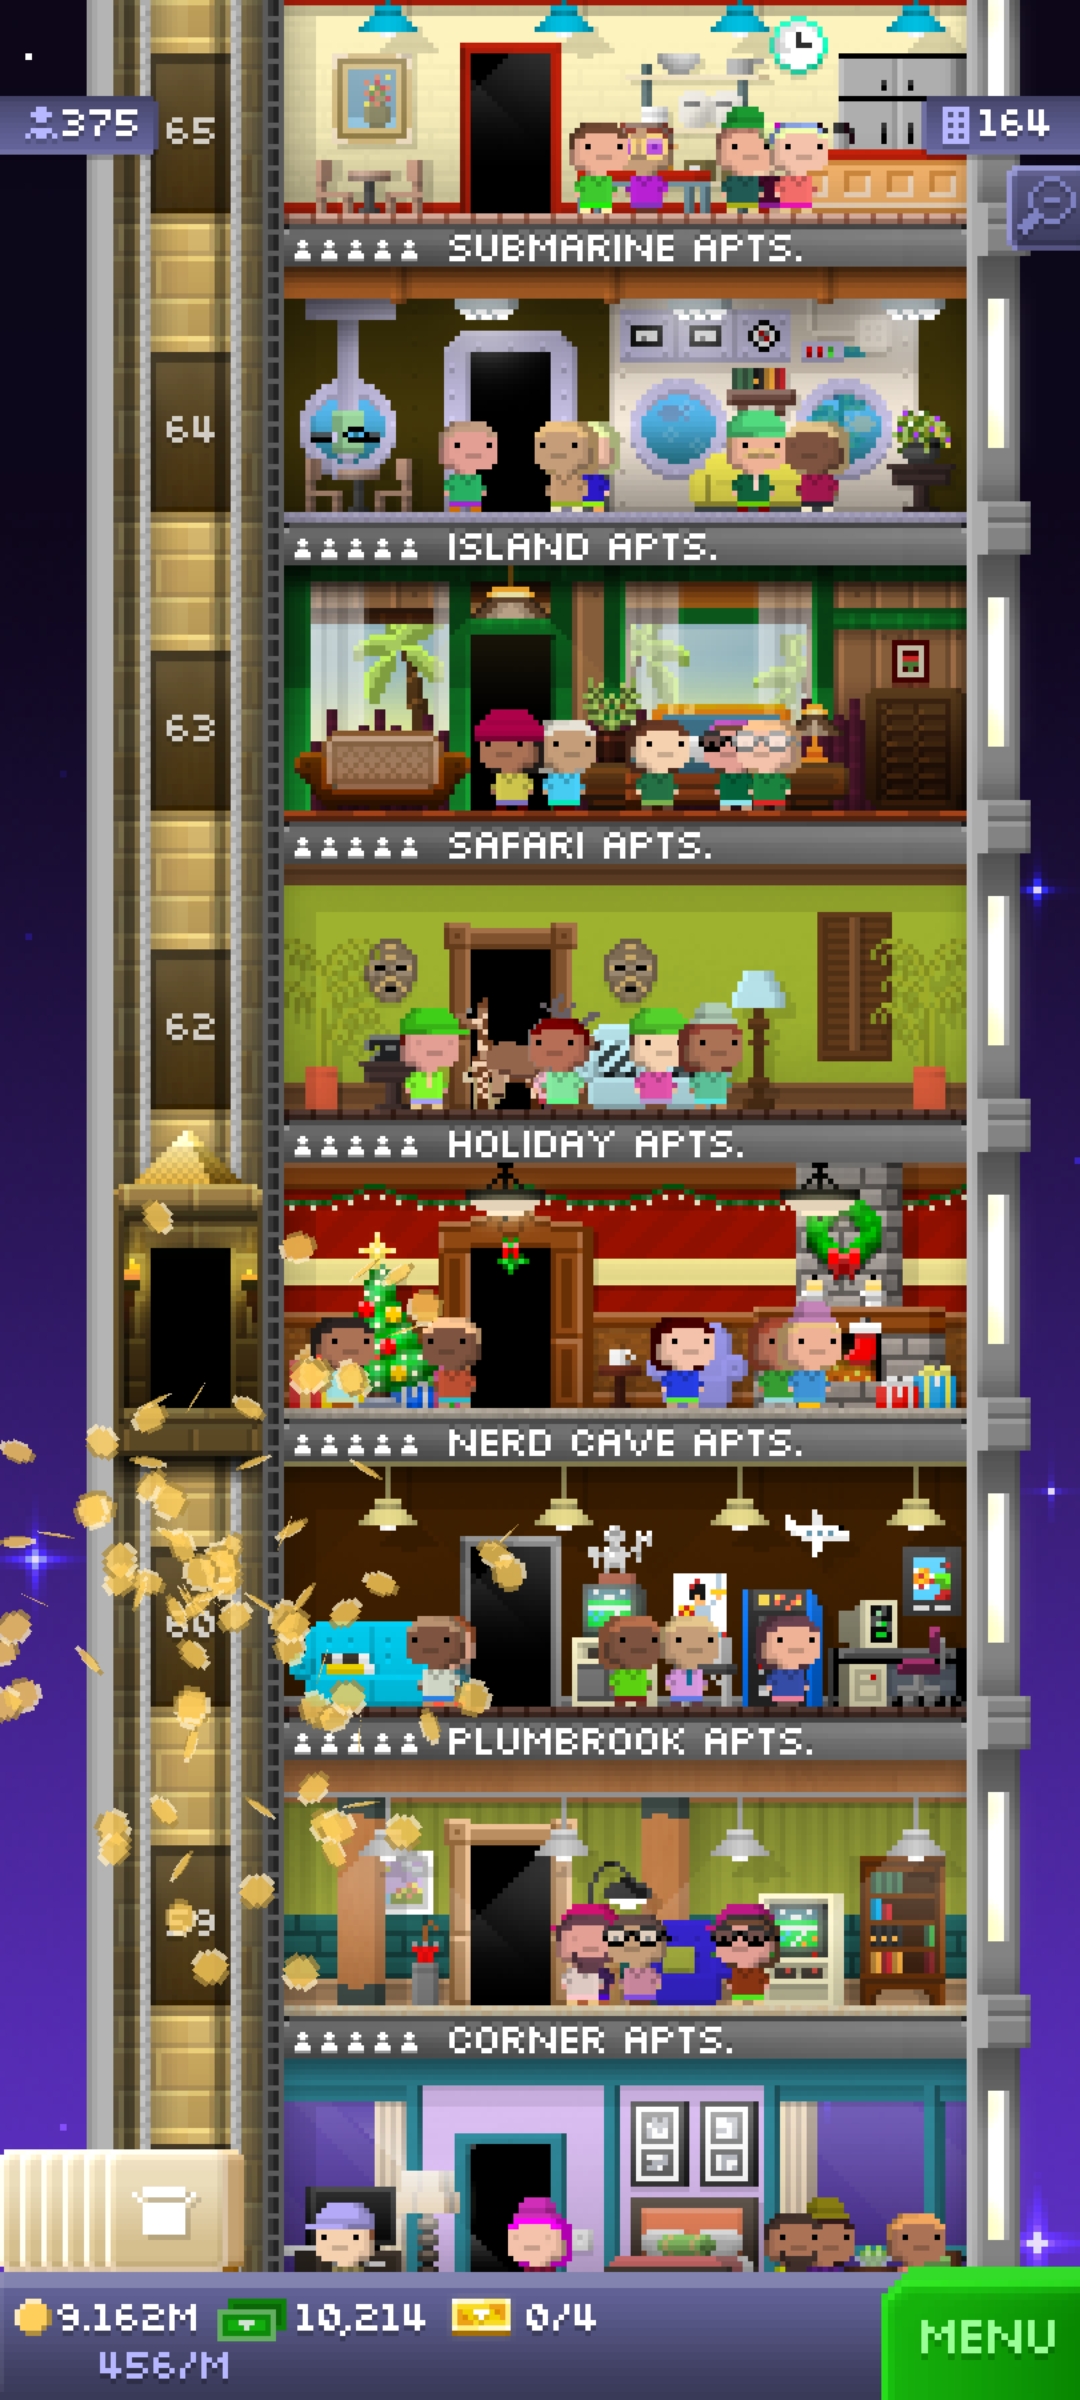 375
65
164
SUBMARINE APTS.
64
ISLAND APTS.
63
SAFARI APTS.
62
HOLIDAY APTS.
NERD CAVE APTS.
60
PLUMBROOK APTS.
59
CORNER APTS.
9.162M 10,214 0/4
456/M
MENU